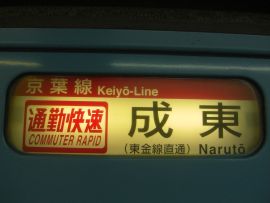 京葉線 Keiyō-Line
通勤快速
COMMUTER RAPID
成東
(東金線直通) Narutō